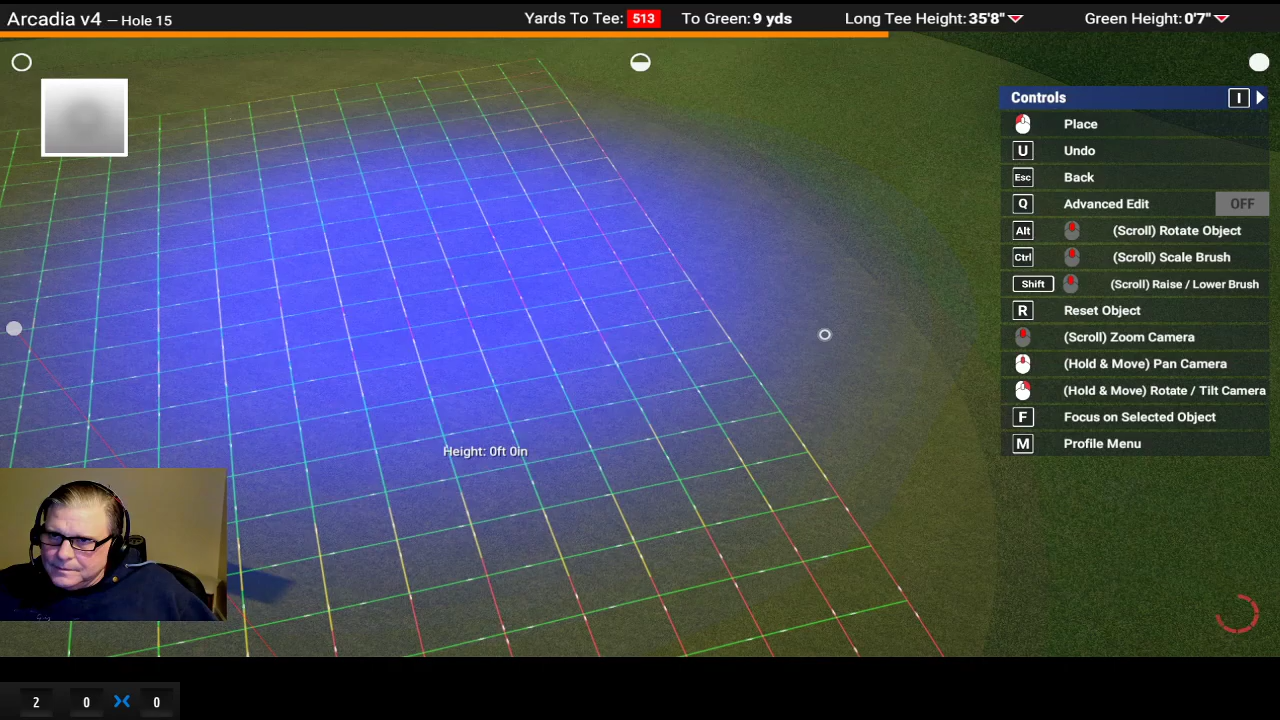 Arcadia v4 – Hole 15
Yards To Tee: 513
To Green: 9 yds
Long Tee Height: 35'8"
Green Height: 0'7"
Controls I
Place
U Undo
Esc Back
Q Advanced Edit OFF
Alt (Scroll) Rotate Object
Ctrl (Scroll) Scale Brush
Shift (Scroll) Raise / Lower Brush
R Reset Object
(Scroll) Zoom Camera
(Hold & Move) Pan Camera
(Hold & Move) Rotate / Tilt Camera
F Focus on Selected Object
M Profile Menu
Height: 0ft 0in
2 0 0